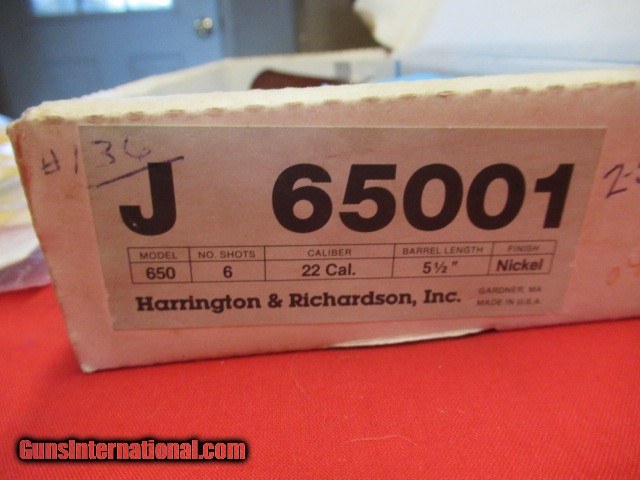 #136
J 65001
MODEL NO. SHOTS CALIBER BARREL LENGTH FINISH
650 6 22 Cal. 5½" Nickel
Harrington & Richardson, Inc. GARDNER, MA
MADE IN U.S.A.
GunsInternational.com